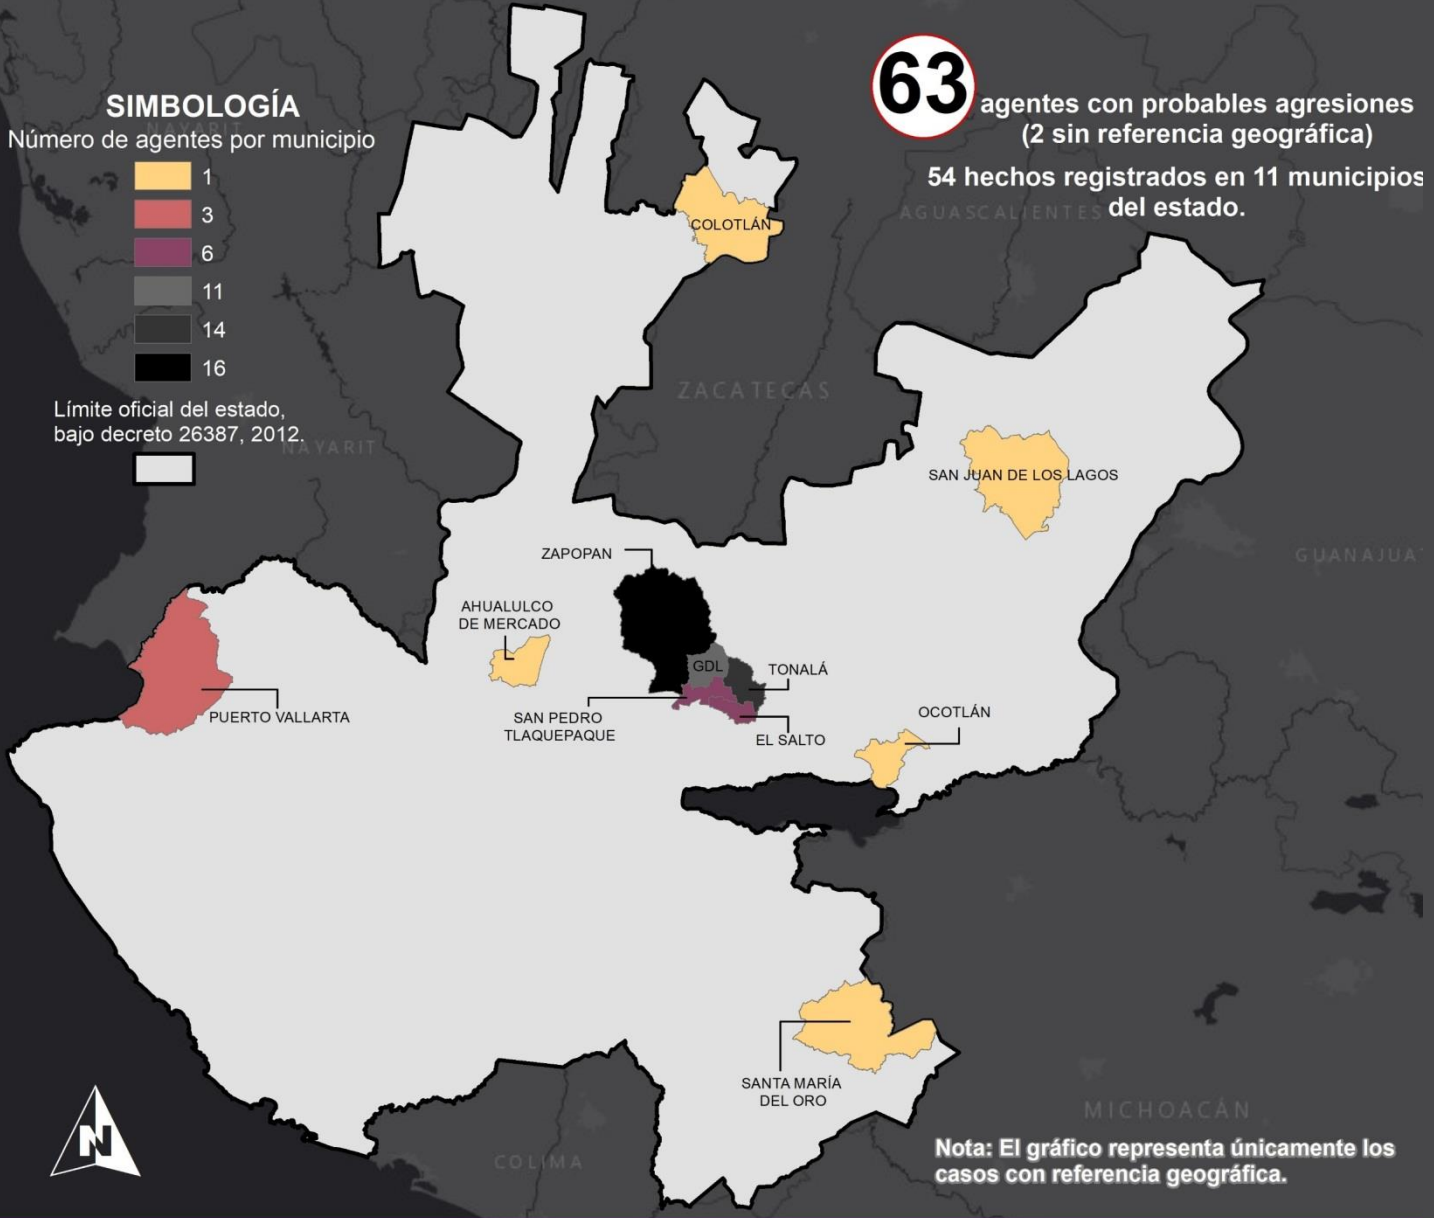 SIMBOLOGÍA
Número de agentes por municipio
1
3
6
11
14
16
Límite oficial del estado,
bajo decreto 26387, 2012.
63
agentes con probables agresiones
(2 sin referencia geográfica)
54 hechos registrados en 11 municipios
del estado.
NAYARIT
AGUASCALIENTES
COLOTLÁN
ZACATECAS
NAYARIT
SAN JUAN DE LOS LAGOS
GUANAJUA
ZAPOPAN
AHUALULCO
DE MERCADO
GDL
TONALÁ
PUERTO VALLARTA
SAN PEDRO
TLAQUEPAQUE
EL SALTO
OCOTLÁN
SANTA MARÍA
DEL ORO
MICHOACÁN
COLIMA
N
Nota: El gráfico representa únicamente los
casos con referencia geográfica.